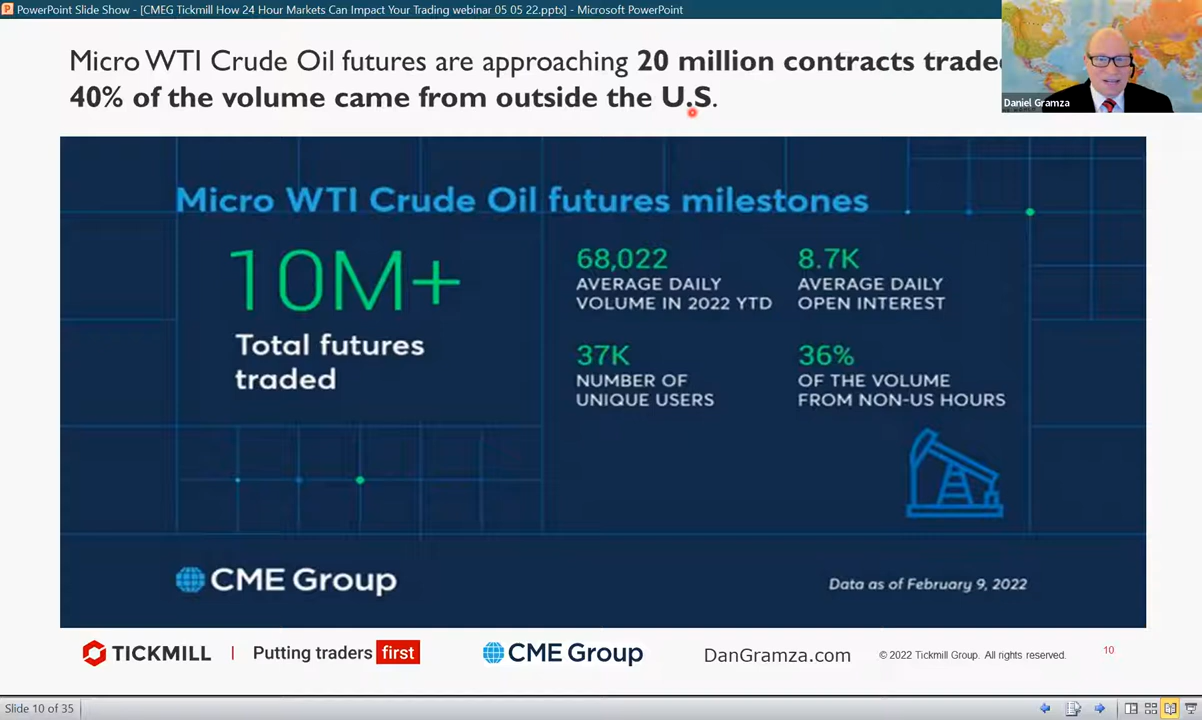 PowerPoint Slide Show - [CMEG Tickmill How 24 Hour Markets Can Impact Your Trading webinar 05 05 22.pptx] - Microsoft PowerPoint
Micro WTI Crude Oil futures are approaching 20 million contracts trade
40% of the volume came from outside the U.S.
Daniel Gramza
Micro WTI Crude Oil futures milestones
10M+
Total futures
traded
68,022
AVERAGE DAILY
VOLUME IN 2022 YTD
8.7K
AVERAGE DAILY
OPEN INTEREST
37K
NUMBER OF
UNIQUE USERS
36%
OF THE VOLUME
FROM NON-US HOURS
CME Group
Data as of February 9, 2022
TICKMILL | Putting traders first
CME Group
DanGramza.com
© 2022 Tickmill Group. All rights reserved.
10
Slide 10 of 35